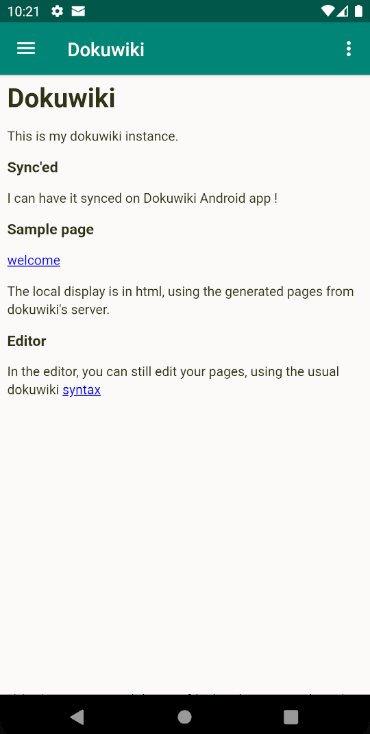 10:21
Dokuwiki
Dokuwiki
This is my dokuwiki instance.
Sync'ed
I can have it synced on Dokuwiki Android app !
Sample page
welcome
The local display is in html, using the generated pages from
dokuwiki's server.
Editor
In the editor, you can still edit your pages, using the usual
dokuwiki syntax